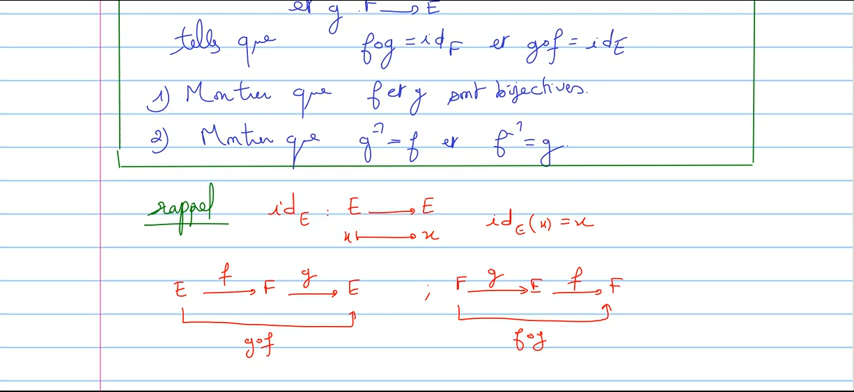 et g : F → E
tells que fog = id_F et gof = id_E
1) Montrer que f et g sont bijectives.
2) Montrer que g⁻¹ = f et f⁻¹ = g.
rappel id_E : E → E id_E(x) = x
x ↦ x
E →f F →g E ; F →g E →f F
gof fog